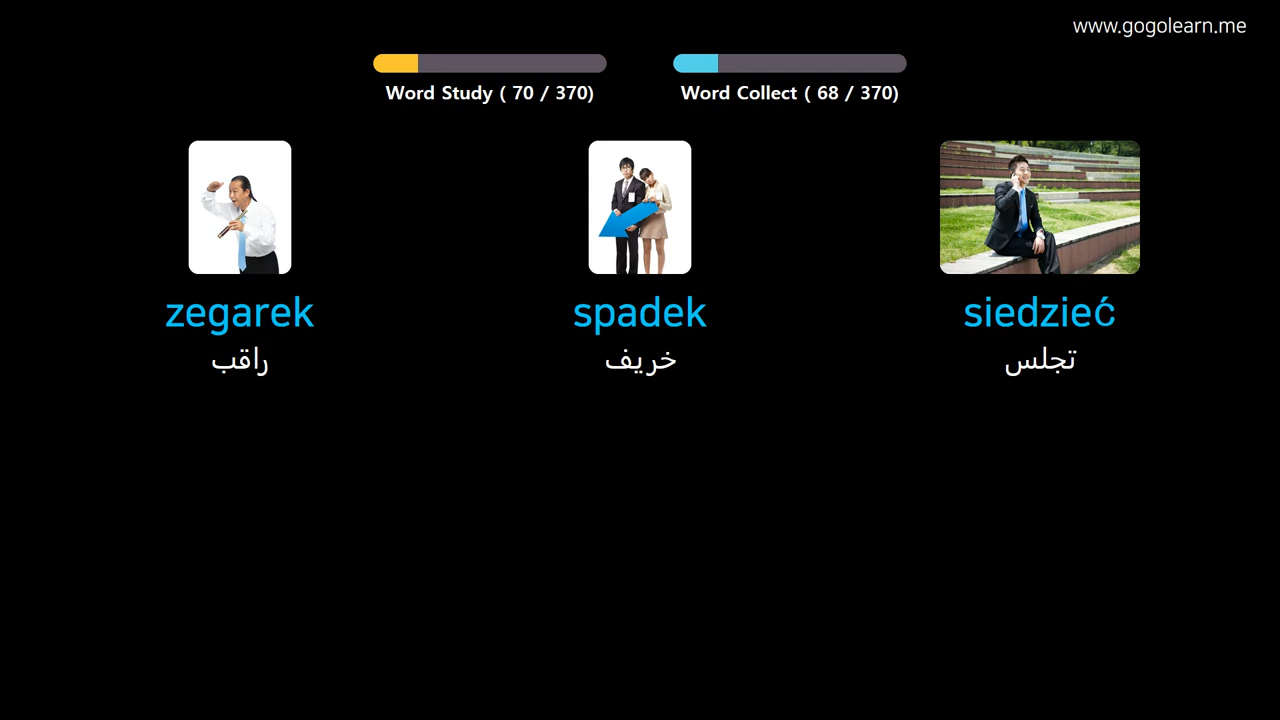 www.gogolearn.me
Word Study ( 70 / 370)
Word Collect ( 68 / 370)
zegarek
راقب
spadek
خريف
siedzieć
تجلس